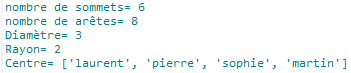 nombre de sommets= 6
nombre de arêtes= 8
Diamètre= 3
Rayon= 2
Centre= ['laurent', 'pierre', 'sophie', 'martin']